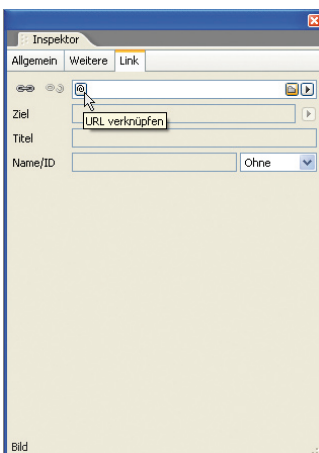 Inspektor
Allgemein Weitere Link
Ziel
URL verknüpfen
Titel
Name/ID Ohne
Bild